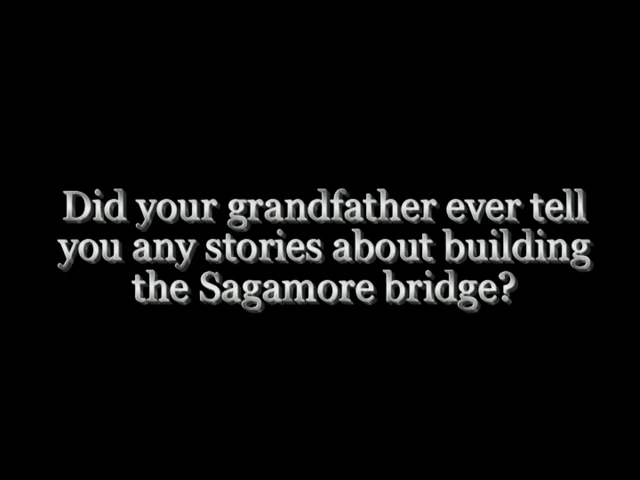 Did your grandfather ever tell
you any stories about building
the Sagamore bridge?